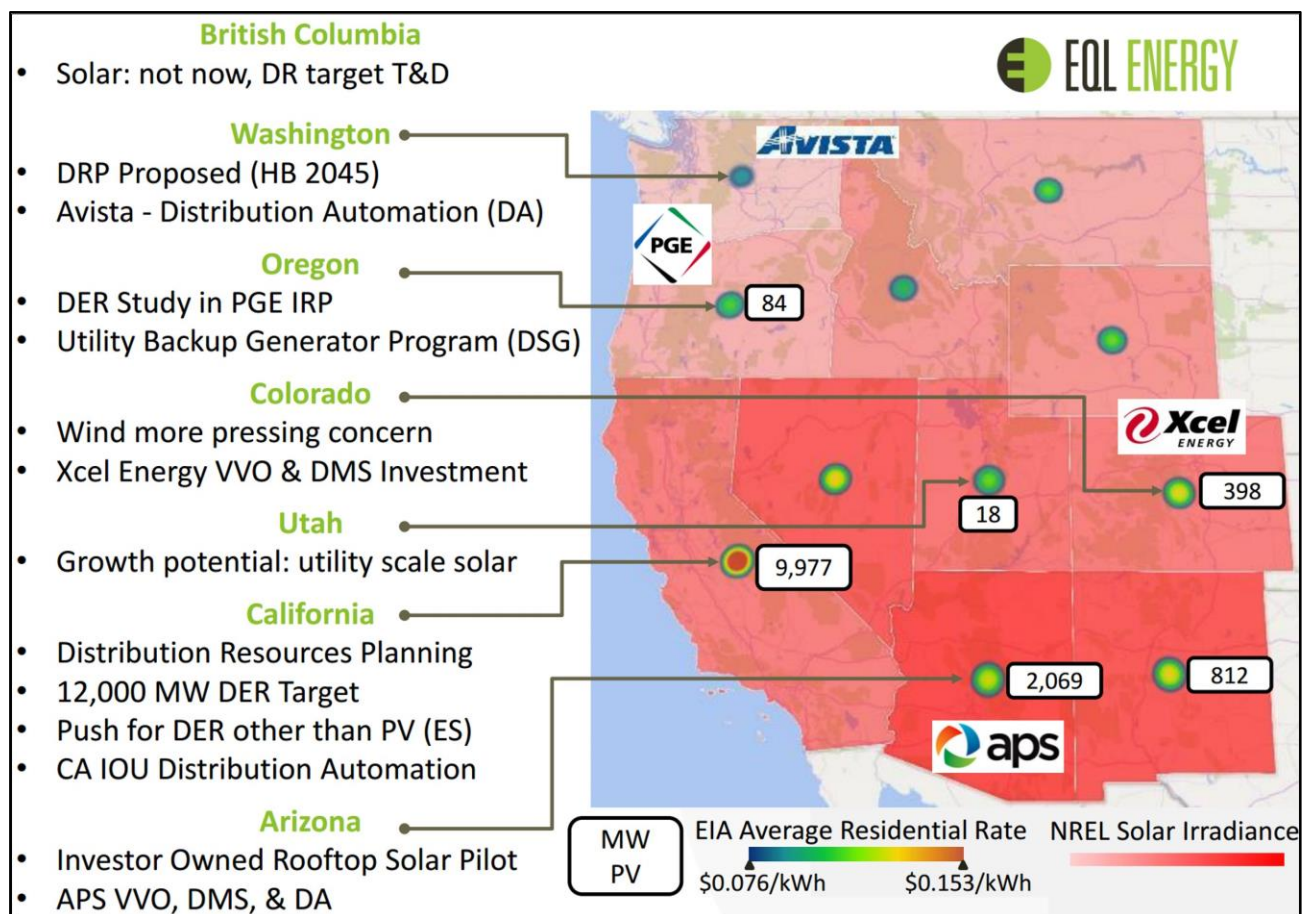 British Columbia
• Solar: not now, DR target T&D
Washington
• DRP Proposed (HB 2045)
• Avista - Distribution Automation (DA)
Oregon
• DER Study in PGE IRP
• Utility Backup Generator Program (DSG)
Colorado
• Wind more pressing concern
• Xcel Energy VVO & DMS Investment
Utah
• Growth potential: utility scale solar
California
• Distribution Resources Planning
• 12,000 MW DER Target
• Push for DER other than PV (ES)
• CA IOU Distribution Automation
Arizona
• Investor Owned Rooftop Solar Pilot
• APS VVO, DMS, & DA
EQL ENERGY
AVISTA
PGE
84
Xcel
ENERGY
398
18
9,977
2,069
812
aps
MW
PV
EIA Average Residential Rate
$0.076/kWh
$0.153/kWh
NREL Solar Irradiance